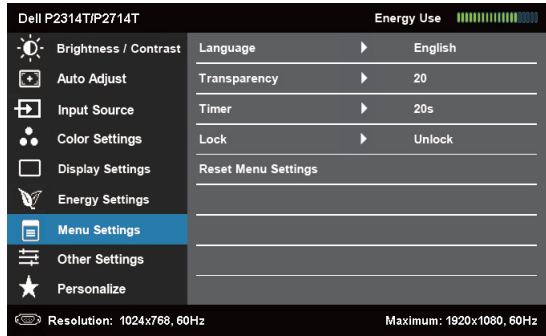 Dell P2314T/P2714T Energy Use
Brightness / Contrast Language English
Auto Adjust Transparency 20
Input Source Timer 20s
Color Settings Lock Unlock
Display Settings Reset Menu Settings
Energy Settings
Menu Settings
Other Settings
Personalize
Resolution: 1024x768, 60Hz Maximum: 1920x1080, 60Hz